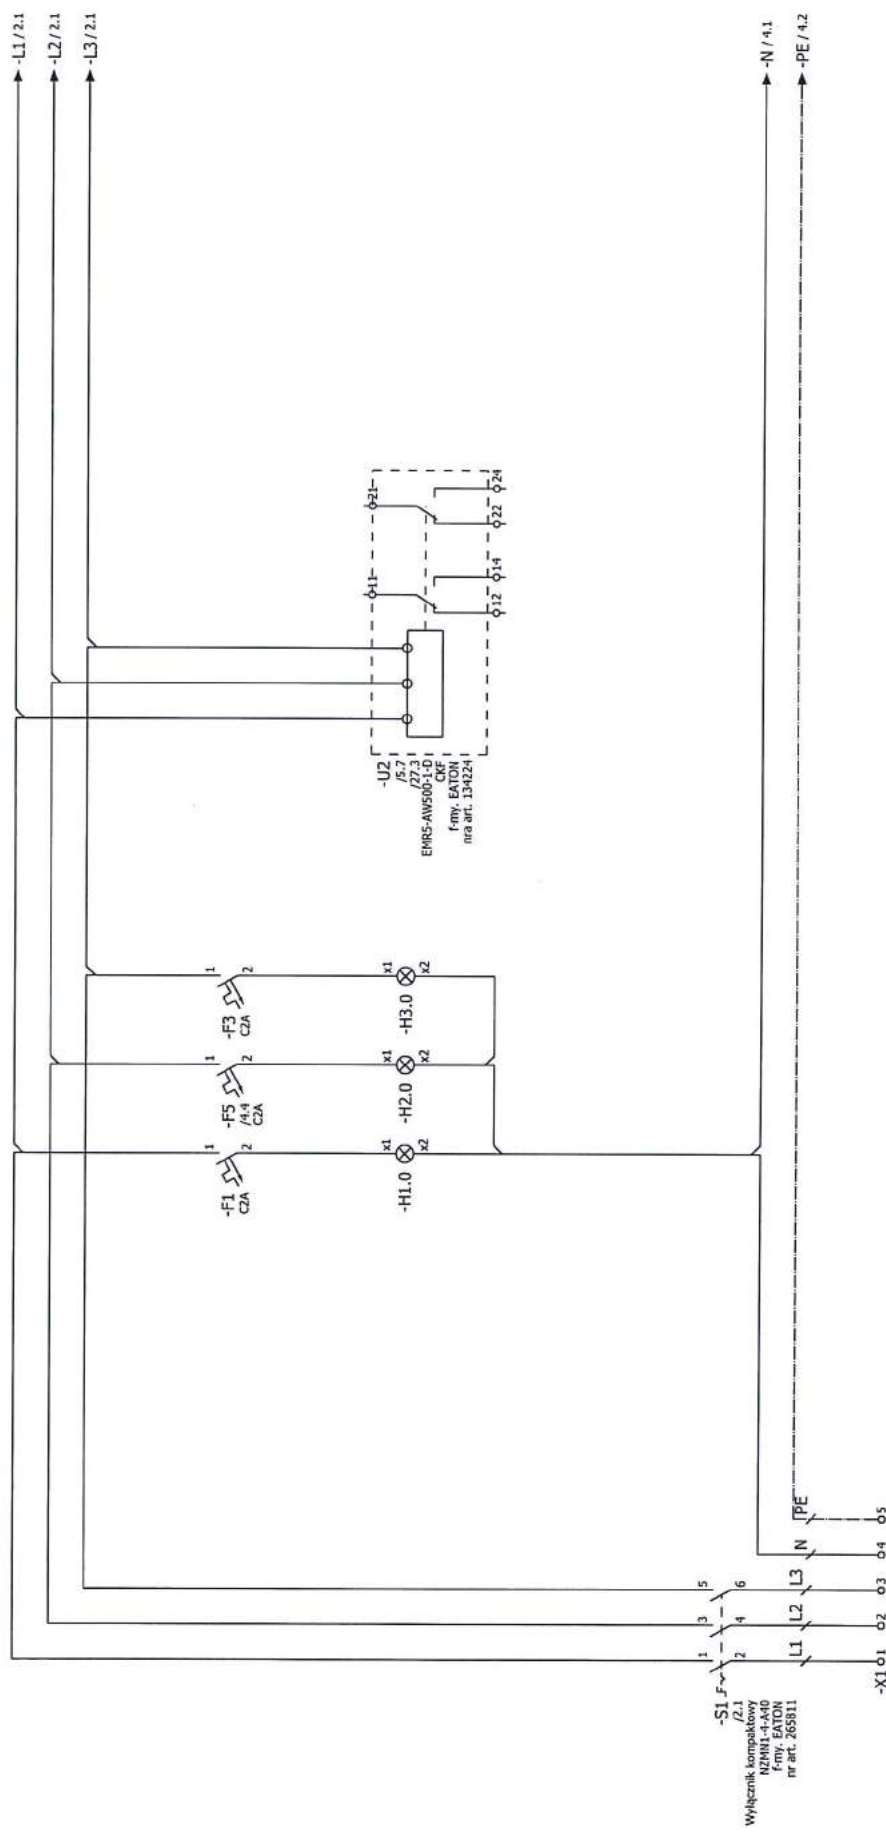 -L1 / 2.1
-L2 / 2.1
-L3 / 2.1
-F1
C2A
1
2
-F5
/4.4
C2A
1
2
-F3
C2A
1
2
-H1.0
x1
x2
-H2.0
x1
x2
-H3.0
x1
x2
-U2
/5.7
/27.3
EMR5-AW500-1-D
CKF
f-my. EATON
nra art. 134224
11
21
12
14
22
24
-S1
/2.1
Wyłącznik kompaktowy
NZMN1-4-A40
f-my. EATON
nr art. 265811
1
3
5
2
4
6
-N / 4.1
-PE / 4.2
L1
L2
L3
N
PE
-X1
1
2
3
4
5